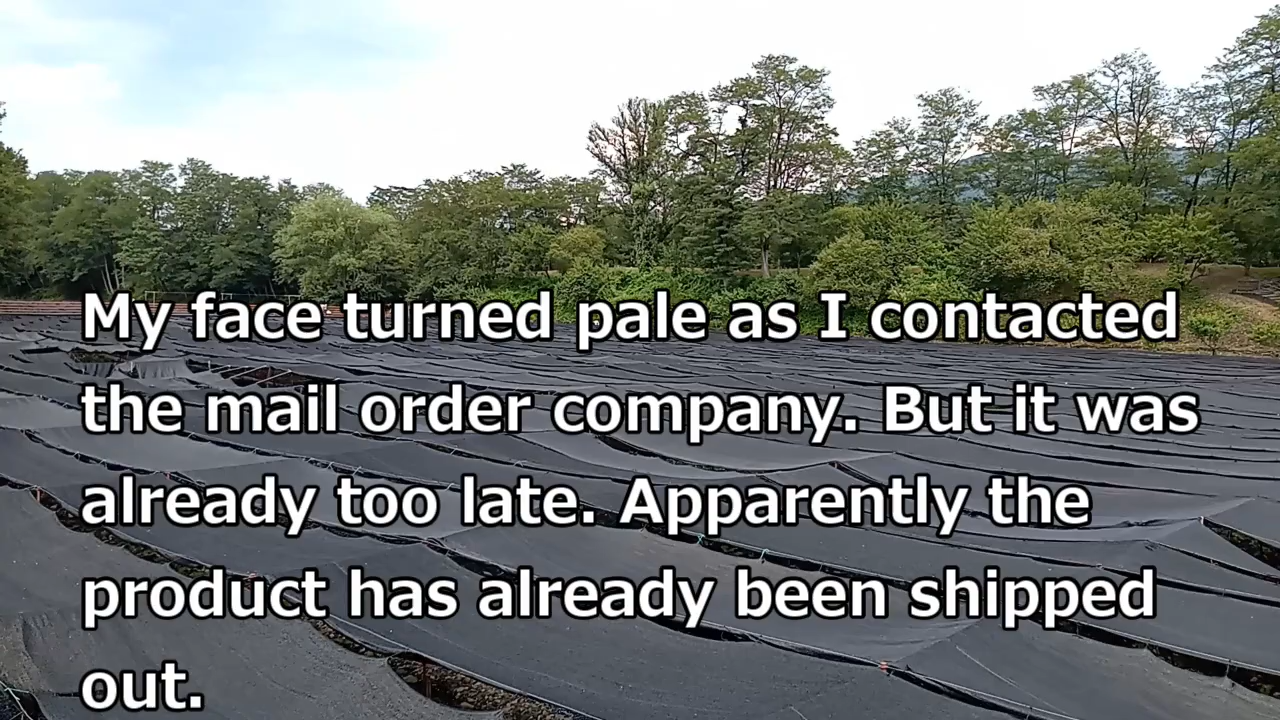 My face turned pale as I contacted
the mail order company. But it was
already too late. Apparently the
product has already been shipped
out.